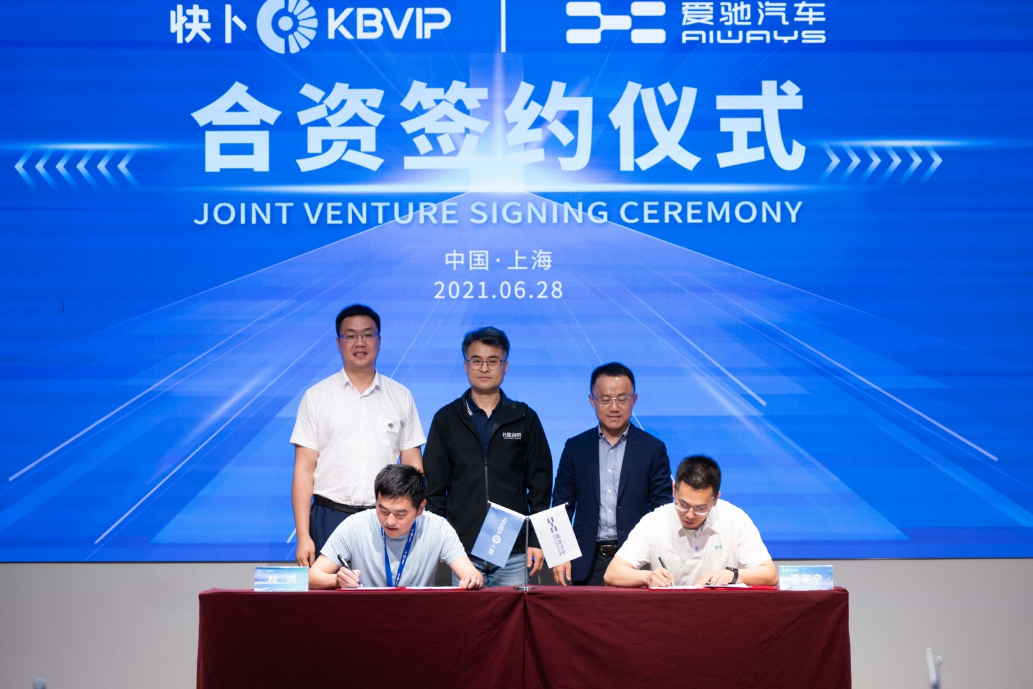 快卜 KBVIP
爱驰汽车
AIWAYS
合资签约仪式
JOINT VENTURE SIGNING CEREMONY
中国·上海
2021.06.28